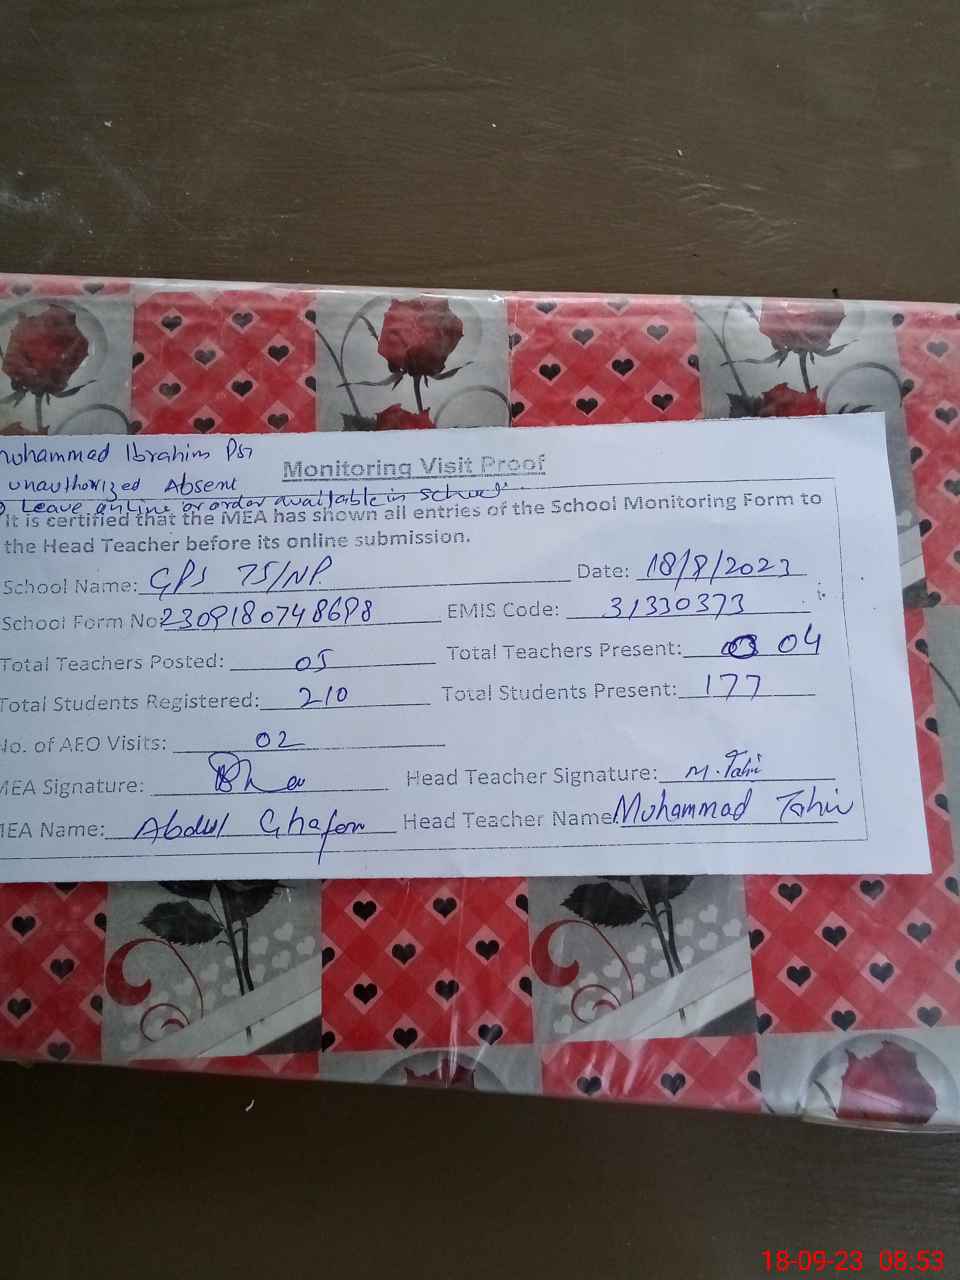 Muhammad Ibrahim PST
unauthorized Absent
Leave online or order available in school
Monitoring Visit Proof
It is certified that the MEA has shown all entries of the School Monitoring Form to
the Head Teacher before its online submission.
School Name: GPS 75/NP. Date: 18/8/2023
School Form No: 2309180748698 EMIS Code: 31330373
Total Teachers Posted: 05 Total Teachers Present: 04
Total Students Registered: 210 Total Students Present: 177
No. of AEO Visits: 02
MEA Signature: Head Teacher Signature: M. Tahir
MEA Name: Abdul Ghafoor Head Teacher Name: Muhammad Tahir
18-09-23 08:53